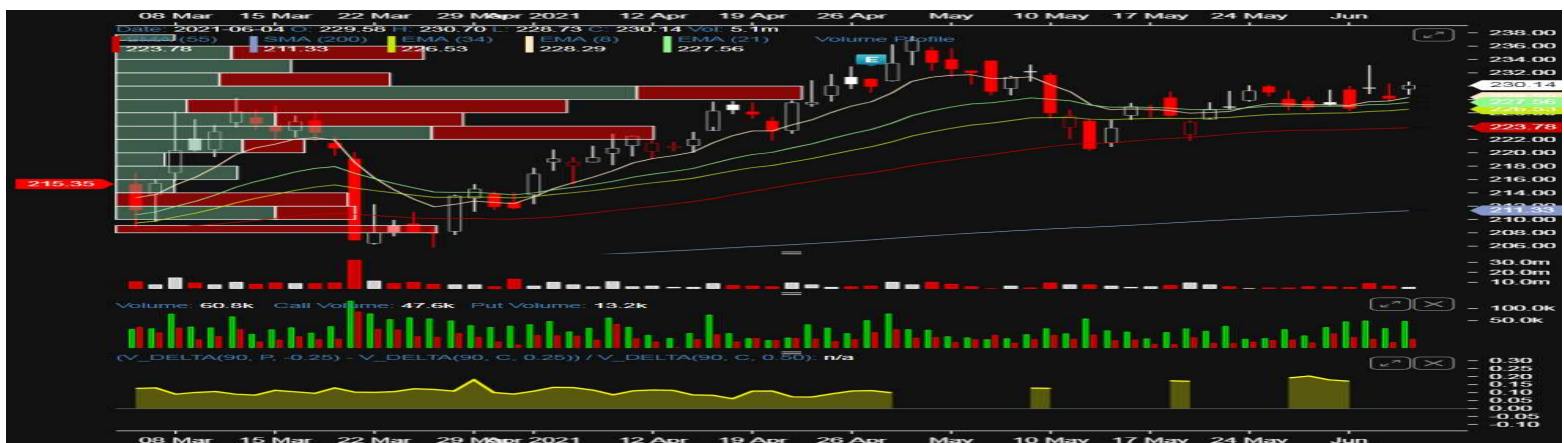 08 Mar 15 Mar 22 Mar 29 Mar Apr 2021 12 Apr 19 Apr 26 Apr May 10 May 17 May 24 May Jun
Date: 2021-06-04 O: 229.58 H: 230.70 L: 228.73 C: 230.14 Vol: 5.1m
(55) SMA (200) EMA (34) EMA (8) EMA (21) Volume Profile
223.78 211.33 226.53 228.29 227.56
E
238.00
236.00
234.00
232.00
230.14
227.56
223.78
222.00
220.00
218.00
215.35
216.00
214.00
211.33
210.00
208.00
206.00
30.0m
20.0m
10.0m
Volume: 60.8k Call Volume: 47.6k Put Volume: 13.2k
100.0k
50.0k
(V_DELTA(90, P, -0.25) - V_DELTA(90, C, 0.25)) / V_DELTA(90, C, 0.50): n/a
0.30
0.25
0.20
0.15
0.10
0.05
0.00
-0.05
-0.10
08 Mar 15 Mar 22 Mar 29 Mar Apr 2021 12 Apr 19 Apr 26 Apr May 10 May 17 May 24 May Jun